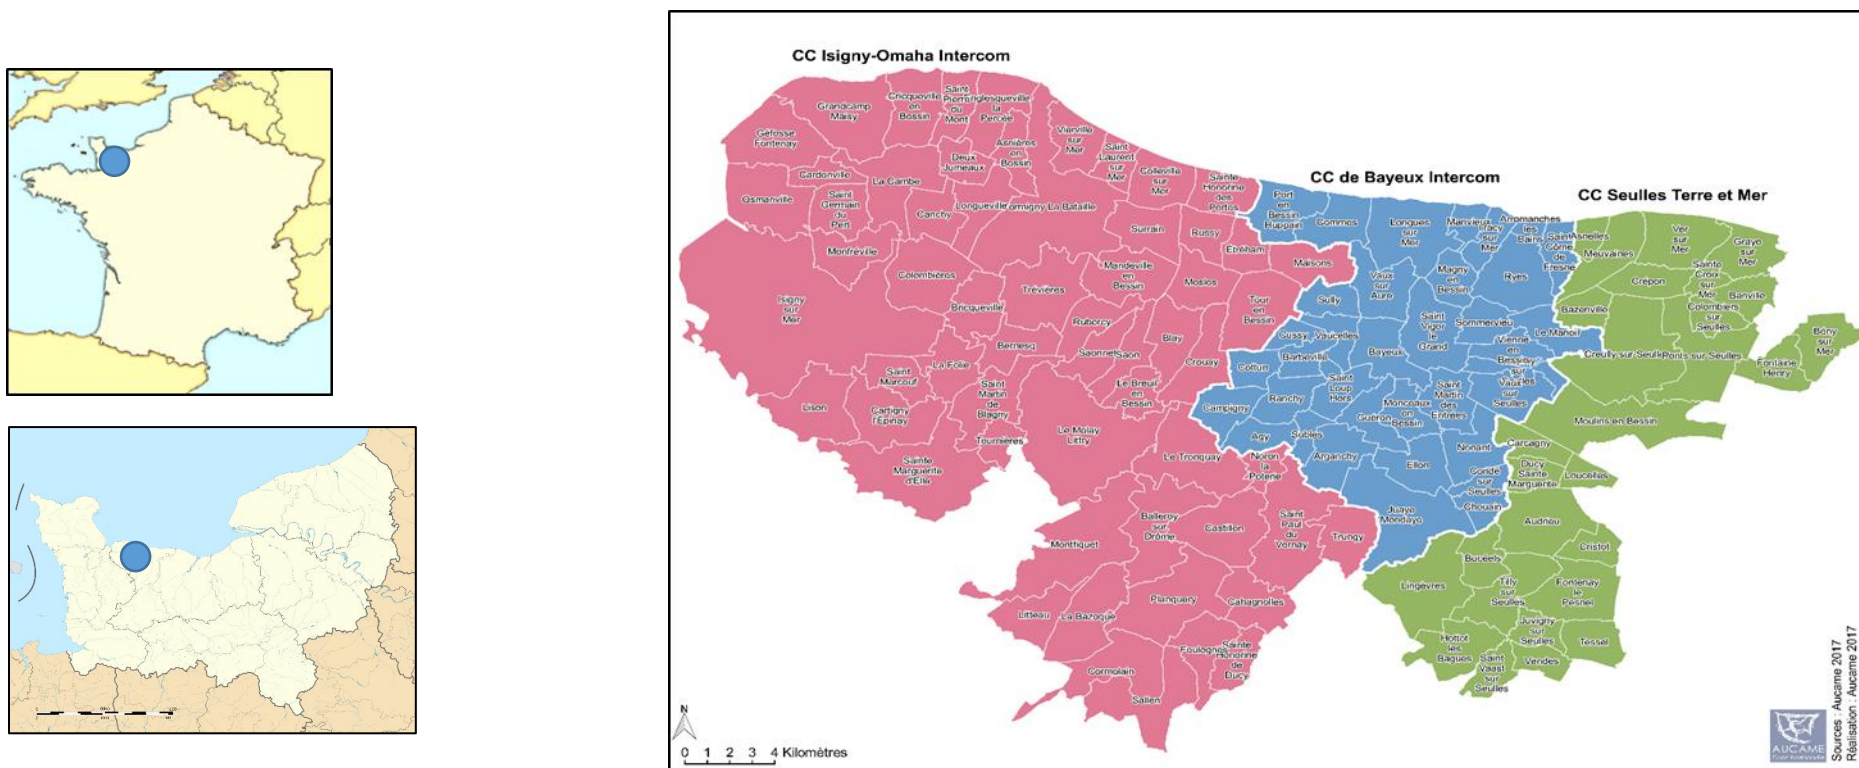 CC Isigny-Omaha Intercom
CC de Bayeux Intercom
CC Seulles Terre et Mer
Grandcamp
Maisy
Cricqueville
en
Bossin
Saint
du
Mont
la
Percée
Géfosse
Fontenay
Vierville
sur
Mer
Asnières
en
Bossin
Saint
Laurent
sur
Mer
Deux
Jumeaux
Colleville
sur
Mer
Cardonville
La Cambe
Sainte
Honorine
des
Osmanville
Saint
Germain
du
Pert
Canchy
Longueville
La Bataille
Surrain
Russy
Etréham
Maisons
Monfréville
Colombières
Mandeville
en
Bessin
Mosles
Trévières
Isigny
sur
Mer
Bricqueville
Tour
en
Bessin
Rubercy
Blay
Bernesq
Saonnet
Saon
Crouay
La Folie
Saint
Marcouf
Saint
Martin
de
Blagny
Le Breuil
en
Bessin
Lison
Cartigny
l'Epinay
Tournières
Le Molay
Littry
Le Tronquay
Noron
la
Poterie
Sainte
Marguerite
d'Elle
Balleroy
sur
Drôme
Castillon
Saint
Paul
du
Vernay
Trungy
Montfiquet
Planquery
Cahagnolles
Litteau
La Bazoque
Foulognes
Sainte
Honorine
de
Ducy
Cormolain
Sallen
Port
en
Bessin
Huppain
Commes
Longues
sur
Mer
Manvieux
Tracy
sur
Mer
Arromanches
les
Bains
Saint
Côme
de
Fresné
Vaux
sur
Aure
Magny
en
Bessin
Ryes
Sully
Saint
Vigor
le
Grand
Sommervieu
Le Manoir
Cussy
Vaucelles
Barbeville
Bayeux
Vienne
en
Cottun
Saint
Loup
Hors
Ranchy
Saint
Martin
des
Entrées
Vaux
sur
Seulles
Campigny
Monceaux
en
Bessin
Guéron
Agy
Subles
Arganchy
Ellon
Nonant
Condé
sur
Seulles
Chouain
Juaye
Mondaye
Asnelles
Meuvaines
Ver
sur
Mer
Graye
sur
Mer
Crépon
Sainte
Croix
sur
Mer
Banville
Bazenville
Colombiers
sur
Seulles
Ponts sur Seulles
Fontaine
Henry
Bény
sur
Mer
Moulins en Bessin
Carcagny
Ducy
Sainte
Marguerite
Loucelles
Audrieu
Cristot
Bucéels
Lingèvres
Tilly
sur
Seulles
Fontenay
le
Pesnel
Juvigny
sur
Seulles
Tessel
Hottot
les
Bagues
Saint
Vaast
sur
Seulles
Vendes
N
0 1 2 3 4 Kilomètres
AUCAME
Sources : Aucame 2017
Réalisation : Aucame 2017